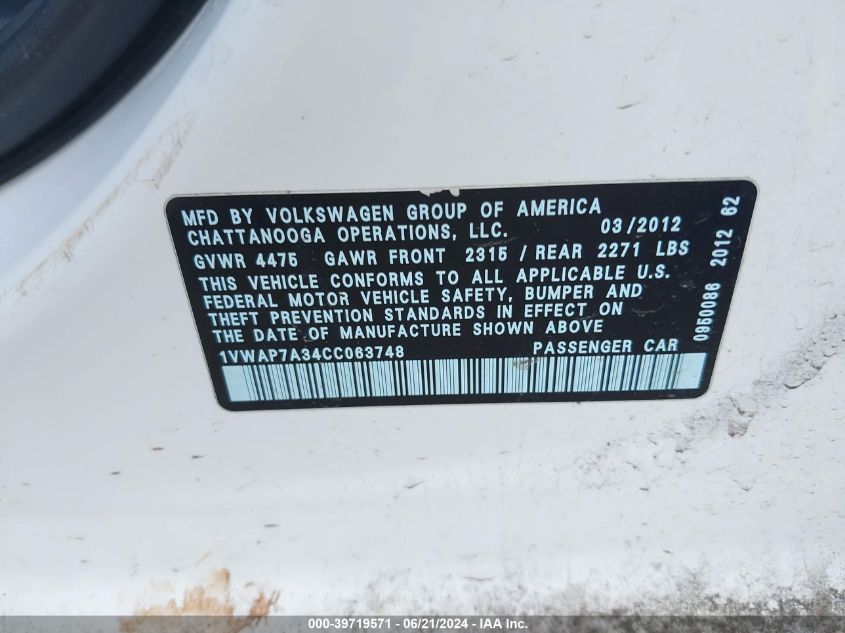 MFD BY VOLKSWAGEN GROUP OF AMERICA
CHATTANOOGA OPERATIONS, LLC. 03/2012
GVWR 4475 GAWR FRONT 2315 / REAR 2271 LBS
THIS VEHICLE CONFORMS TO ALL APPLICABLE U.S.
FEDERAL MOTOR VEHICLE SAFETY, BUMPER AND
THEFT PREVENTION STANDARDS IN EFFECT ON
THE DATE OF MANUFACTURE SHOWN ABOVE
1VWAP7A34CC063748 PASSENGER CAR
0950086 2012 62
000-39719571 - 06/21/2024 - IAA Inc.